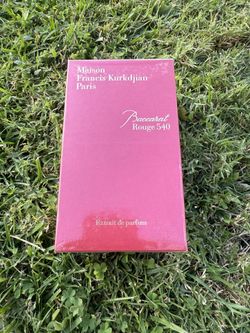 Maison
Francis Kurkdjian
Paris
Baccarat
Rouge 540
Extrait de parfum